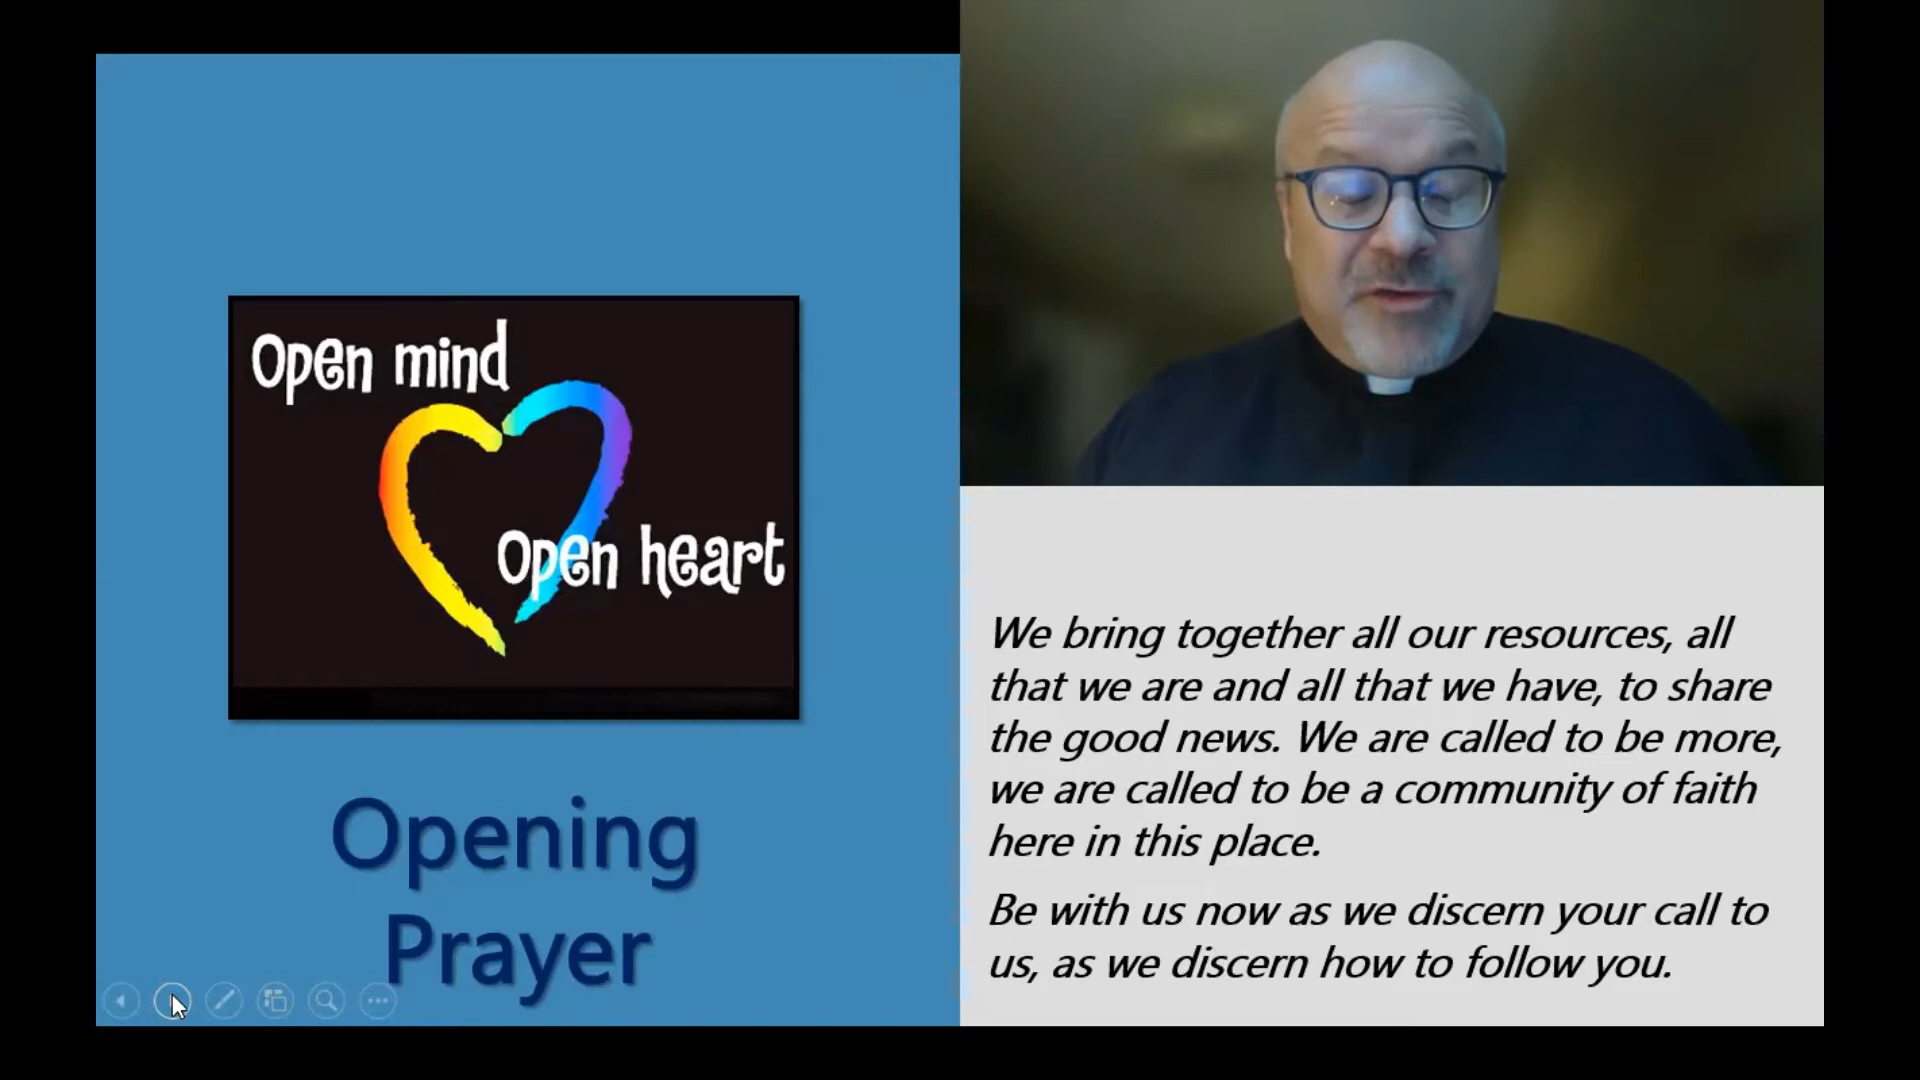 Open mind
Open heart
Opening
Prayer
We bring together all our resources, all
that we are and all that we have, to share
the good news. We are called to be more,
we are called to be a community of faith
here in this place.
Be with us now as we discern your call to
us, as we discern how to follow you.